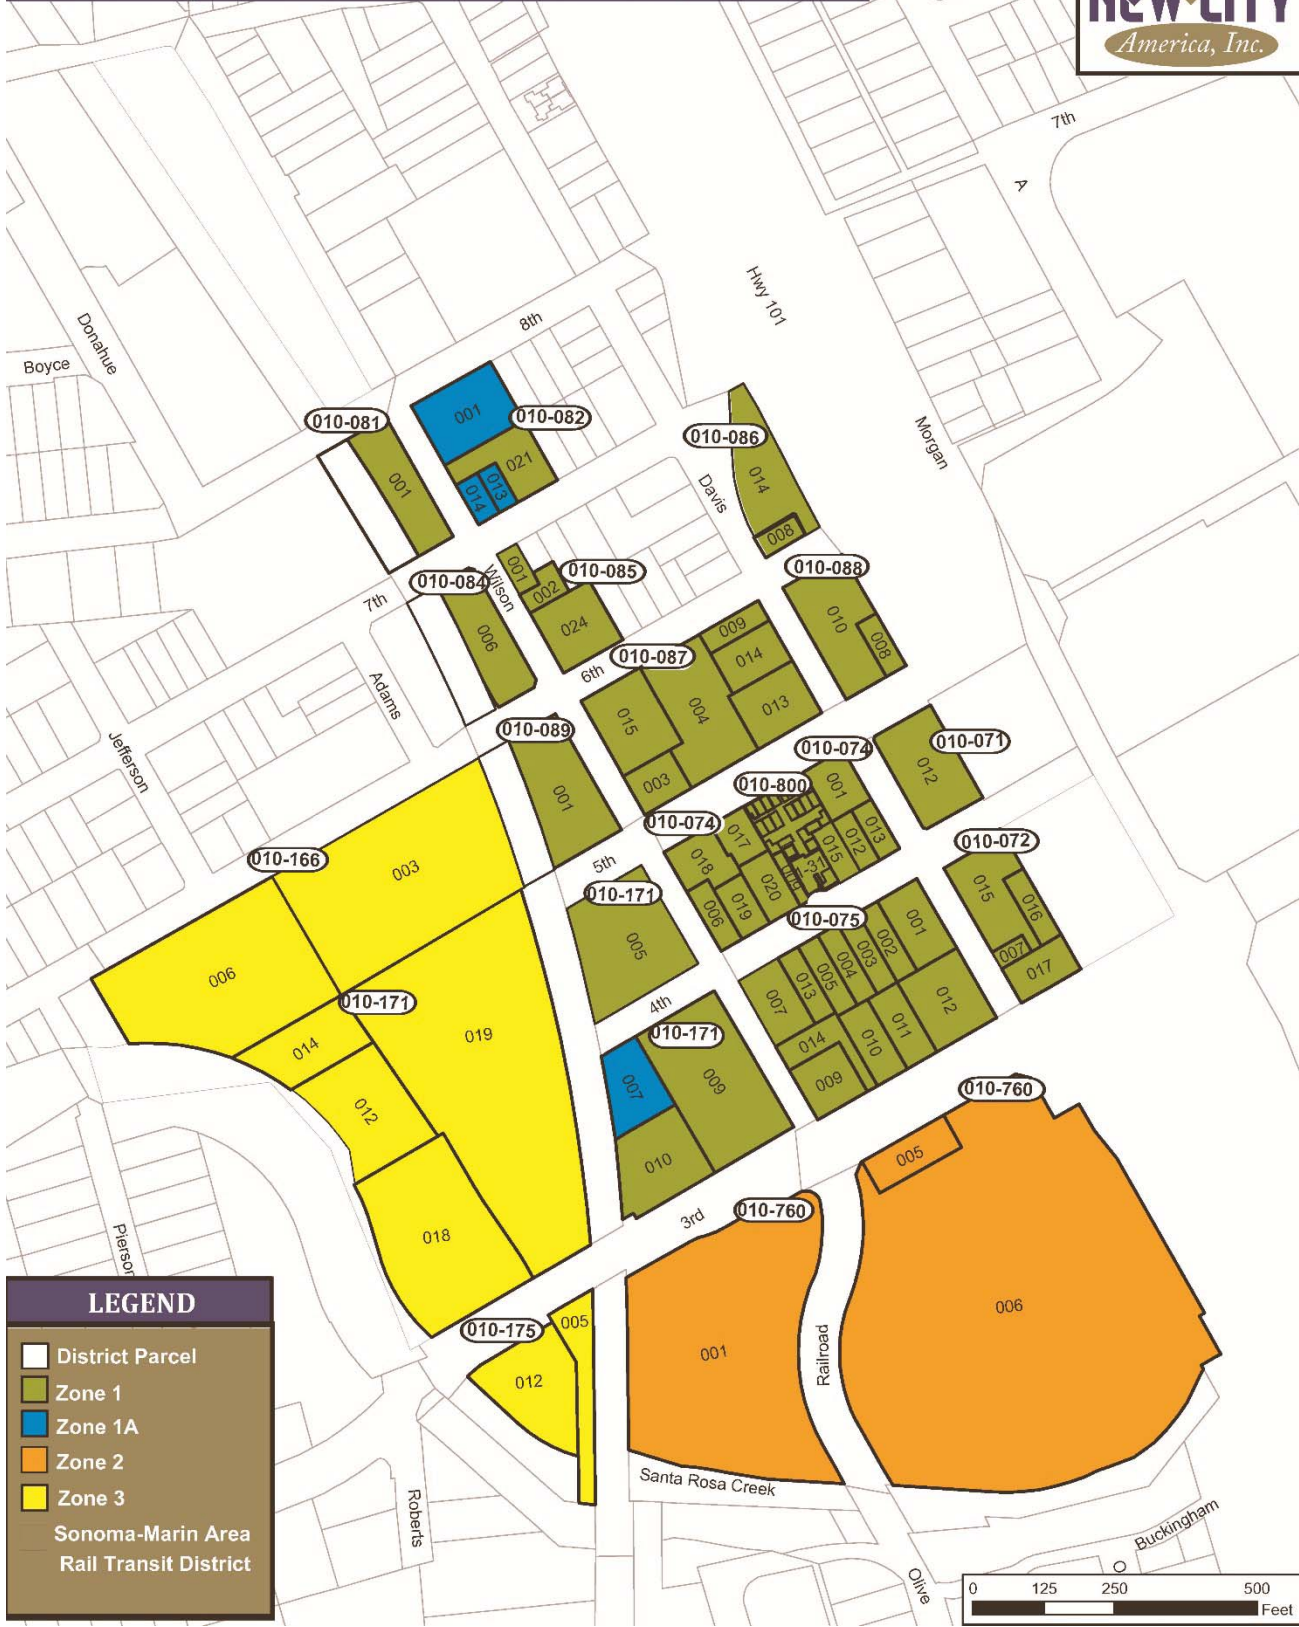 NEW CITY
America, Inc.
7th
A
Hwy 101
Donahue
Boyce
8th
Morgan
Davis
010-081
001
010-082
001
021
013
014
010-086
014
008
010-084
006
Wilson
7th
010-085
001
002
024
010-088
010
008
Adams
6th
010-087
009
014
004
013
015
003
Jefferson
010-089
001
010-071
012
010-074
001
010-800
010-074
017
018
013
012
015
1-31
009
020
019
006
5th
010-072
015
016
007
017
010-166
003
006
010-171
005
010-075
001
002
003
004
005
013
007
012
011
010
014
009
4th
010-171
014
019
012
018
010-171
007
009
010
010-760
005
006
3rd
010-760
001
Railroad
Pierson
010-175
005
012
Santa Rosa Creek
Roberts
Olive
Buckingham
O
LEGEND
District Parcel
Zone 1
Zone 1A
Zone 2
Zone 3
Sonoma-Marin Area
Rail Transit District
0 125 250 500
Feet